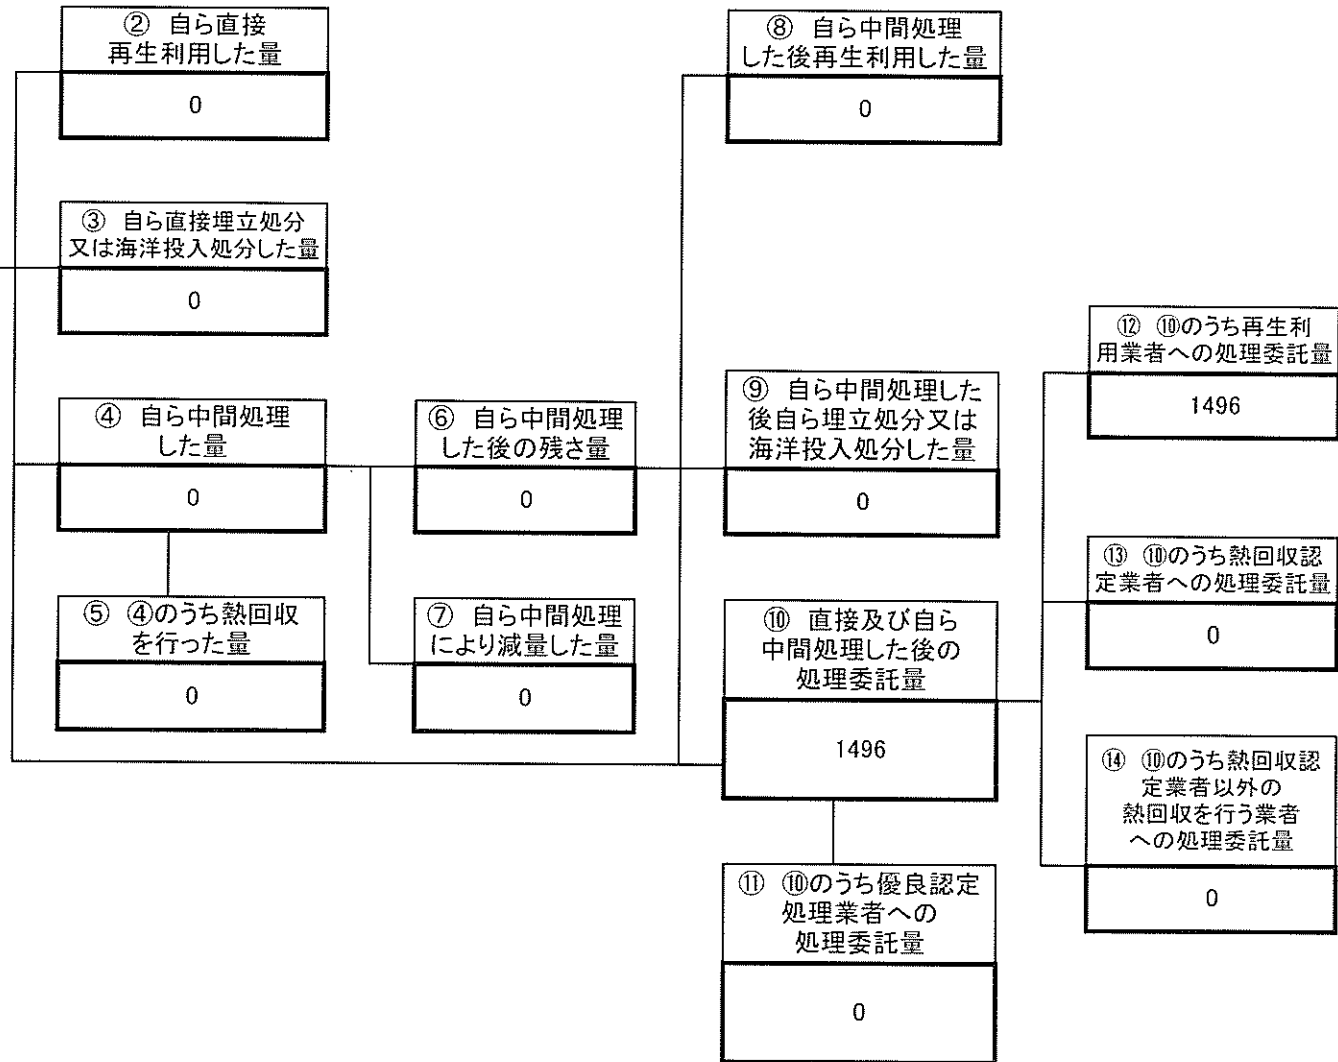 ② 自ら直接
再生利用した量
0
③ 自ら直接埋立処分
又は海洋投入処分した量
0
④ 自ら中間処理
した量
0
⑤ ④のうち熱回収
を行った量
0
⑥ 自ら中間処理
した後の残さ量
0
⑦ 自ら中間処理
により減量した量
0
⑧ 自ら中間処理
した後再生利用した量
0
⑨ 自ら中間処理した
後自ら埋立処分又は
海洋投入処分した量
0
⑩ 直接及び自ら
中間処理した後の
処理委託量
1496
⑪ ⑩のうち優良認定
処理業者への
処理委託量
0
⑫ ⑩のうち再生利
用業者への処理委託量
1496
⑬ ⑩のうち熱回収認
定業者への処理委託量
0
⑭ ⑩のうち熱回収認
定業者以外の
熱回収を行う業者
への処理委託量
0